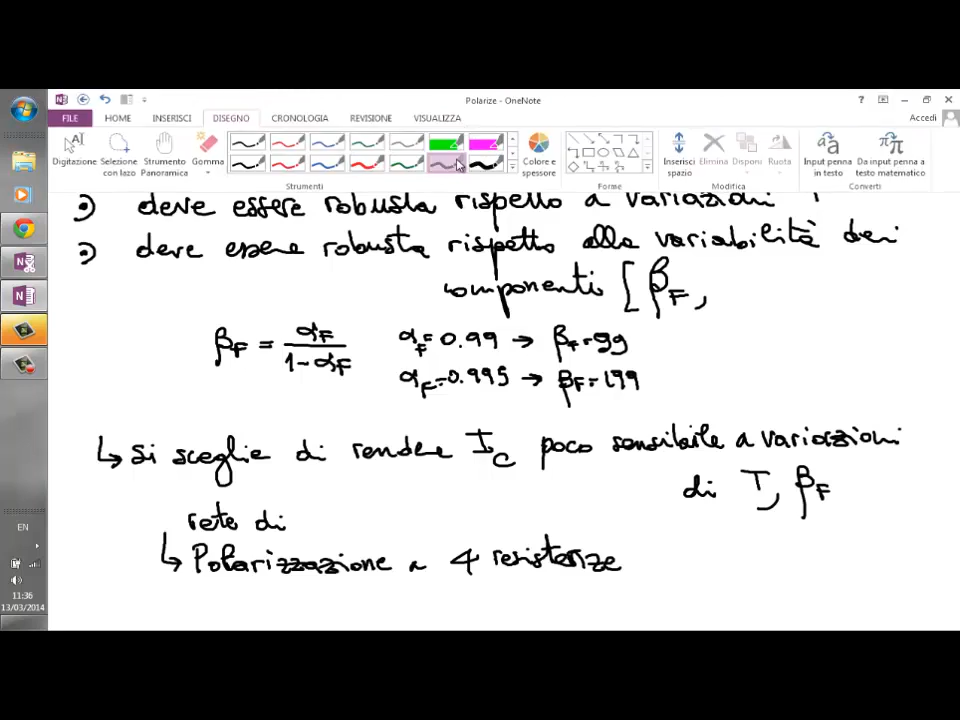 Polarize - OneNote
Accedi
FILE HOME INSERISCI DISEGNO CRONOLOGIA REVISIONE VISUALIZZA
Digitazione Selezione con lazo Strumento Panoramica Gomma Colore e spessore Inserisci spazio Elimina Disponi Ruota Input penna in testo Da input penna a testo matematico
Strumenti Forme Modifica Converti
2) deve essere robusta rispetto a variazioni
3) deve essere robusta rispetto alla variabilità dei
componenti [ βF,
βF = αF / (1-αF) αF=0.99 → βF=99
αF=0.995 → βF=199
↳ Si sceglie di rendere IC poco sensibile a variazioni
di T, βF
rete di
↳ Polarizzazione a 4 resistenze
EN
11:36
13/03/2014